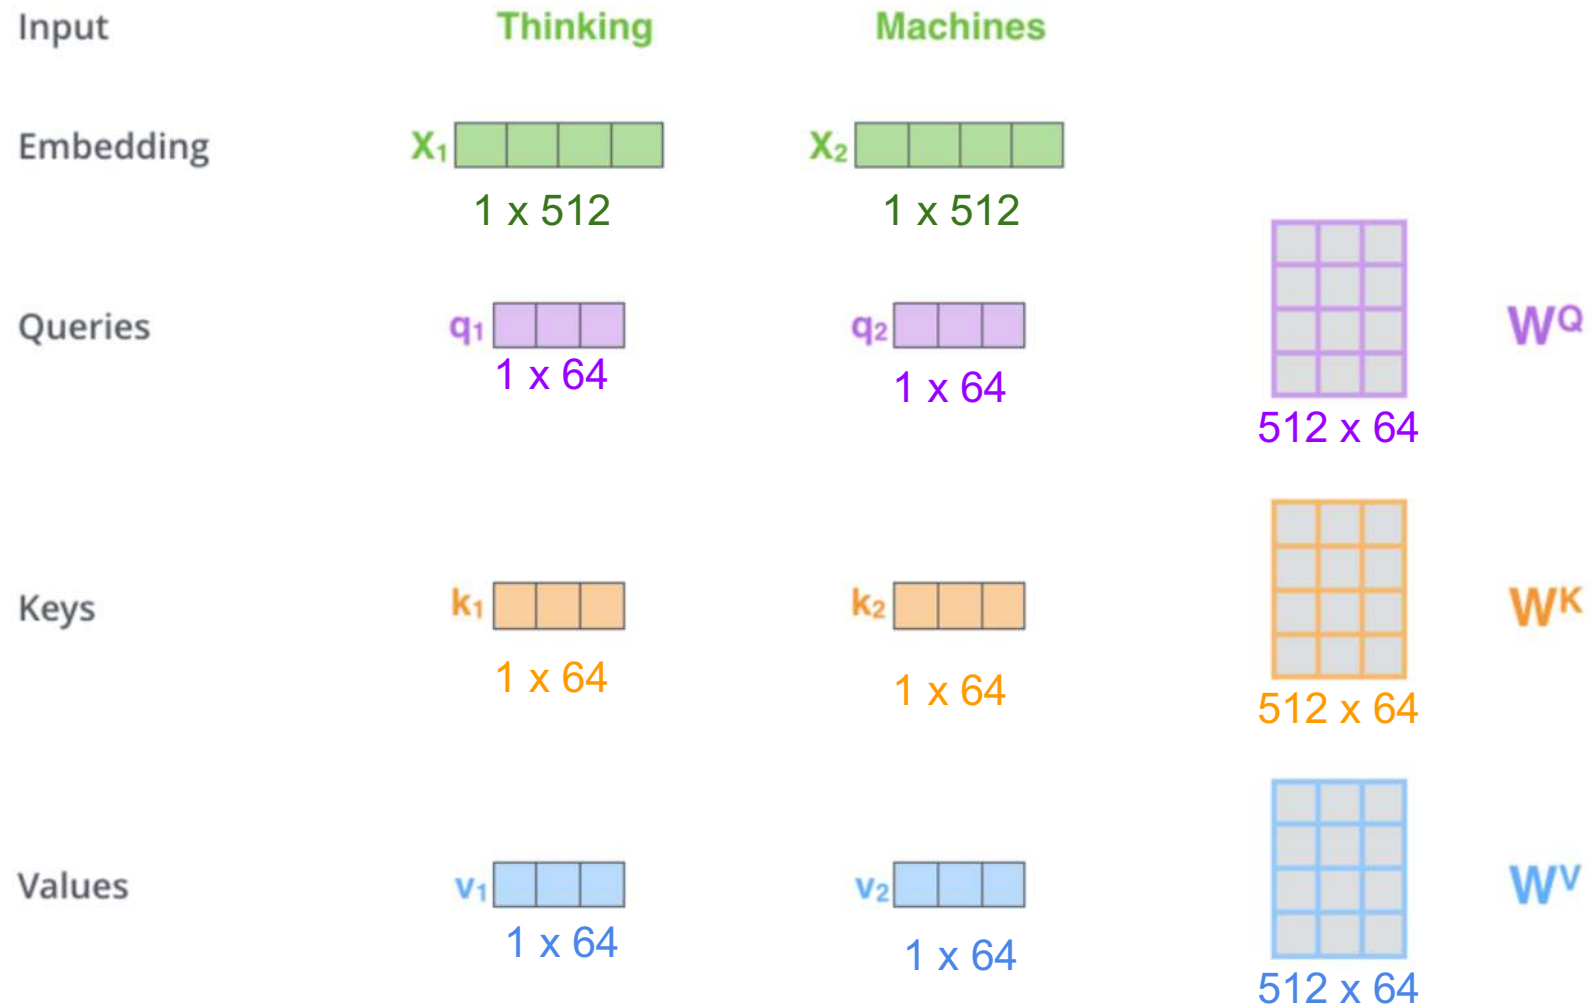 Input Thinking Machines
Embedding X1 X2
1 x 512 1 x 512
Queries q1 q2 WQ
1 x 64 1 x 64
512 x 64
Keys k1 k2 WK
1 x 64 1 x 64
512 x 64
Values v1 v2 WV
1 x 64 1 x 64
512 x 64